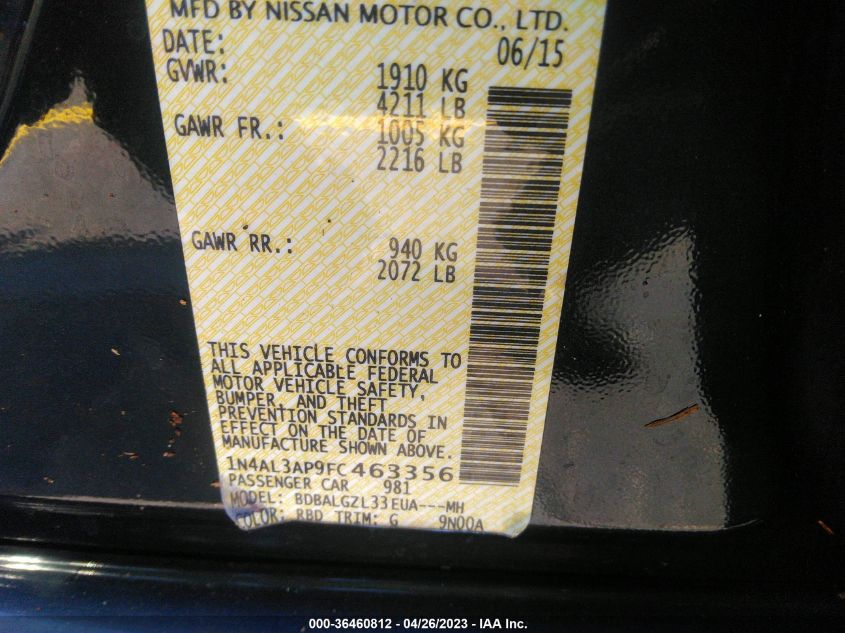 MFD BY NISSAN MOTOR CO., LTD.
DATE: 06/15
GVWR: 1910 KG
4211 LB
GAWR FR.: 1005 KG
2216 LB
GAWR RR.: 940 KG
2072 LB
THIS VEHICLE CONFORMS TO
ALL APPLICABLE FEDERAL
MOTOR VEHICLE SAFETY,
BUMPER, AND THEFT
PREVENTION STANDARDS IN
EFFECT ON THE DATE OF
MANUFACTURE SHOWN ABOVE.
1N4AL3AP9FC463356
PASSENGER CAR 981
MODEL: BDBALGZL33EUA---MH
COLOR: RBD TRIM: G 9N00A
000-36460812 - 04/26/2023 - IAA Inc.